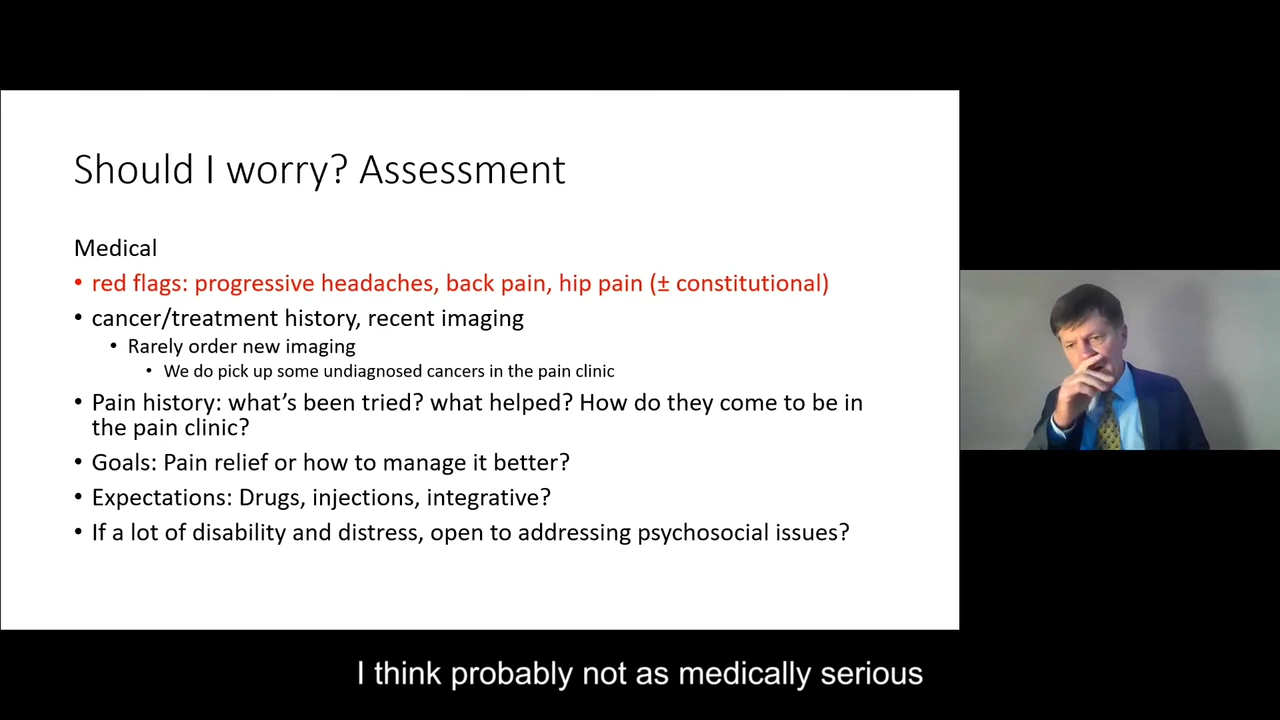 Should I worry? Assessment
Medical
• red flags: progressive headaches, back pain, hip pain (± constitutional)
• cancer/treatment history, recent imaging
• Rarely order new imaging
• We do pick up some undiagnosed cancers in the pain clinic
• Pain history: what’s been tried? what helped? How do they come to be in
the pain clinic?
• Goals: Pain relief or how to manage it better?
• Expectations: Drugs, injections, integrative?
• If a lot of disability and distress, open to addressing psychosocial issues?
I think probably not as medically serious